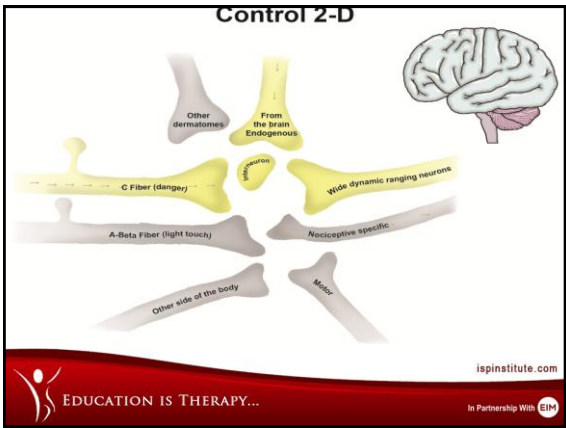 Control 2-D
Other
dermatomes
From
the brain
Endogenous
Interneuron
C Fiber (danger)
Wide dynamic ranging neurons
A-Beta Fiber (light touch)
Nociceptive specific
Other side of the body
Motor
ispinstitute.com
EDUCATION IS THERAPY...
In Partnership With EIM